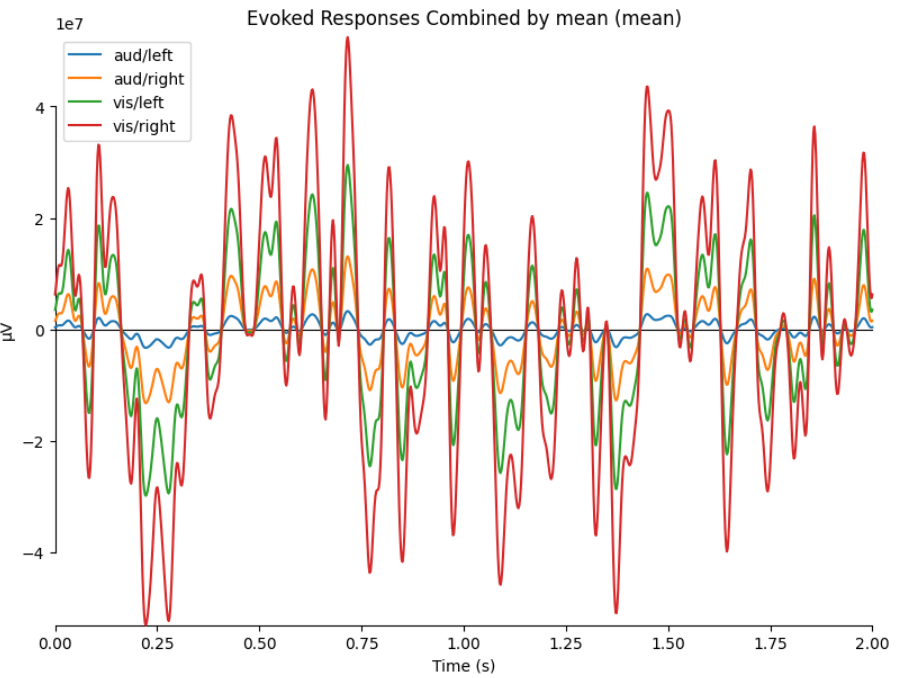 Evoked Responses Combined by mean (mean)
1e7
aud/left
aud/right
vis/left
vis/right
4
2
0
−2
−4
µV
0.00 0.25 0.50 0.75 1.00 1.25 1.50 1.75 2.00
Time (s)